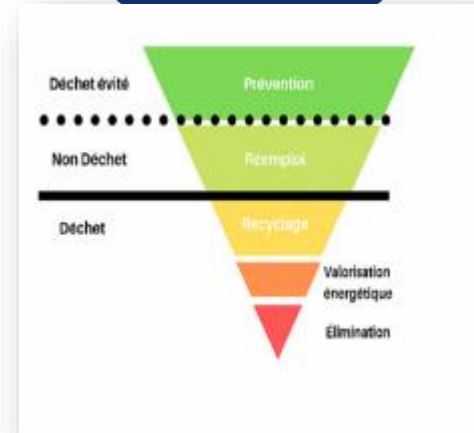 Déchet évité
Prévention
Non Déchet
Réemploi
Déchet
Recyclage
Valorisation
énergétique
Élimination